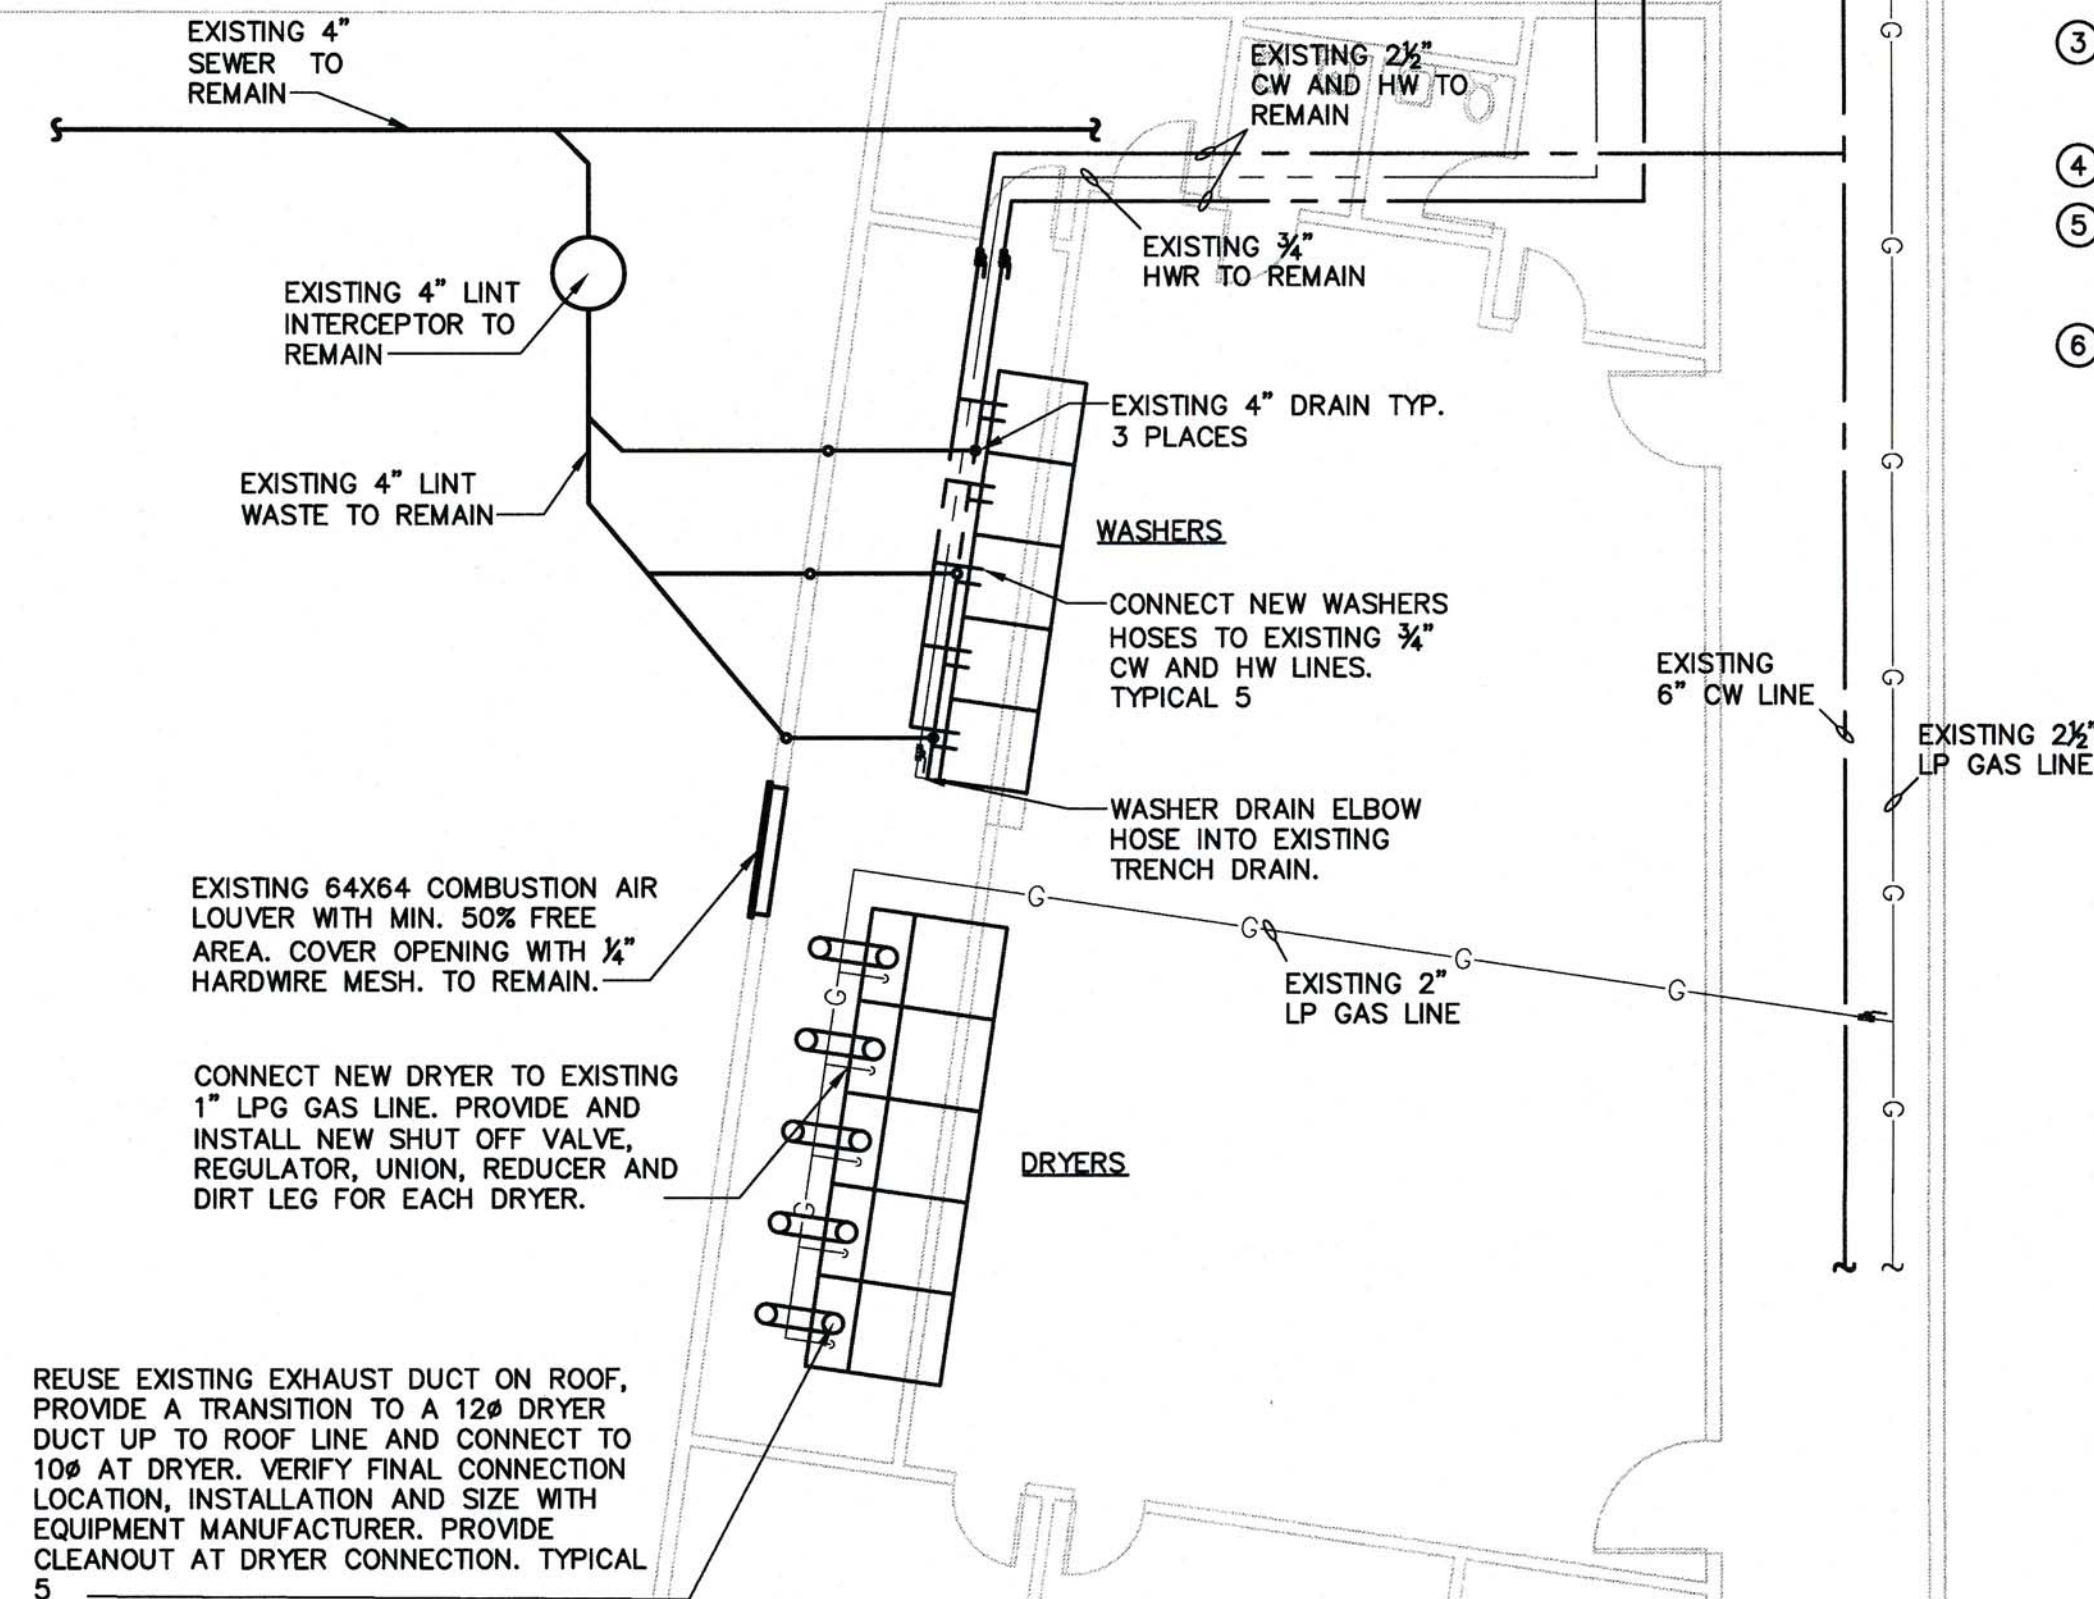 EXISTING 4"
SEWER TO
REMAIN
EXISTING 2½"
CW AND HW TO
REMAIN
EXISTING ¾"
HWR TO REMAIN
EXISTING 4" LINT
INTERCEPTOR TO
REMAIN
EXISTING 4" DRAIN TYP.
3 PLACES
EXISTING 4" LINT
WASTE TO REMAIN
WASHERS
CONNECT NEW WASHERS
HOSES TO EXISTING ¾"
CW AND HW LINES.
TYPICAL 5
EXISTING
6" CW LINE
EXISTING 2½"
LP GAS LINE
WASHER DRAIN ELBOW
HOSE INTO EXISTING
TRENCH DRAIN.
EXISTING 64X64 COMBUSTION AIR
LOUVER WITH MIN. 50% FREE
AREA. COVER OPENING WITH ¼"
HARDWIRE MESH. TO REMAIN.
EXISTING 2"
LP GAS LINE
CONNECT NEW DRYER TO EXISTING
1" LPG GAS LINE. PROVIDE AND
INSTALL NEW SHUT OFF VALVE,
REGULATOR, UNION, REDUCER AND
DIRT LEG FOR EACH DRYER.
DRYERS
REUSE EXISTING EXHAUST DUCT ON ROOF,
PROVIDE A TRANSITION TO A 12ø DRYER
DUCT UP TO ROOF LINE AND CONNECT TO
10ø AT DRYER. VERIFY FINAL CONNECTION
LOCATION, INSTALLATION AND SIZE WITH
EQUIPMENT MANUFACTURER. PROVIDE
CLEANOUT AT DRYER CONNECTION. TYPICAL
5
3
4
5
6
G
G
G
G
G
G
G
G
G
G
G
G